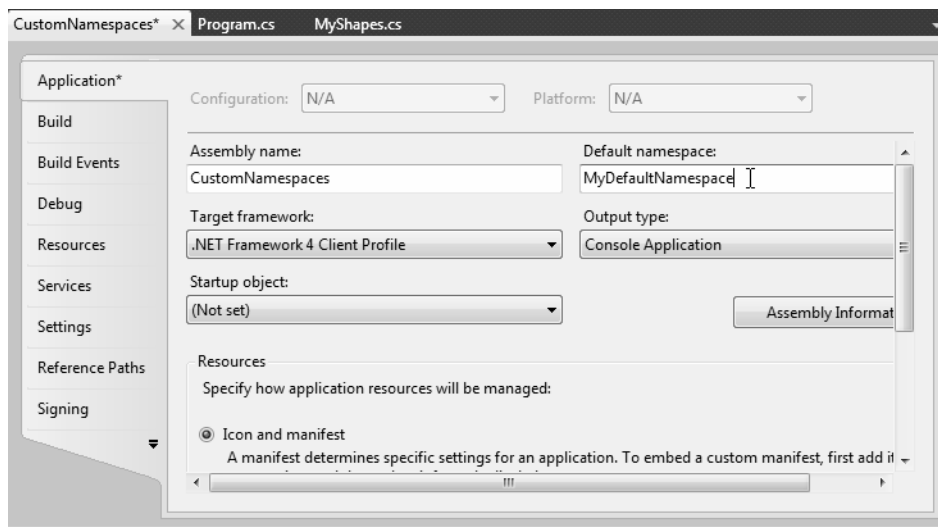 CustomNamespaces* Program.cs MyShapes.cs
Application*
Build
Build Events
Debug
Resources
Services
Settings
Reference Paths
Signing
Configuration: N/A Platform: N/A
Assembly name: Default namespace:
CustomNamespaces MyDefaultNamespace
Target framework: Output type:
.NET Framework 4 Client Profile Console Application
Startup object:
(Not set) Assembly Informat
Resources
Specify how application resources will be managed:
Icon and manifest
A manifest determines specific settings for an application. To embed a custom manifest, first add it